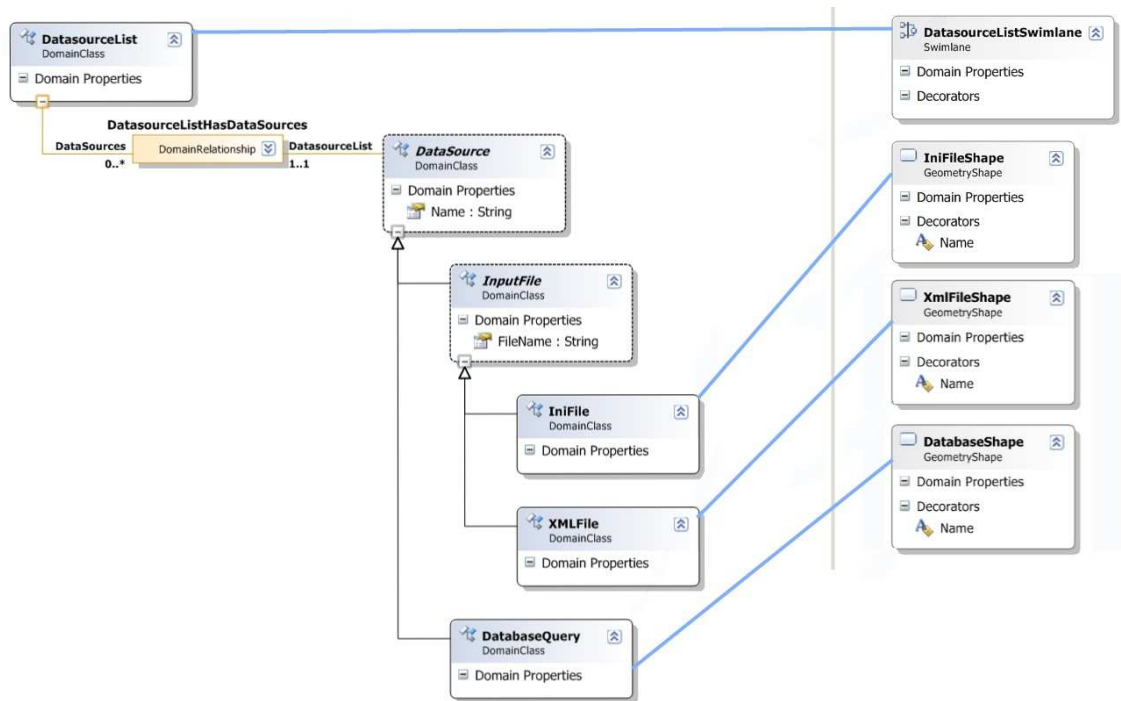 DatasourceList
DomainClass
Domain Properties
DatasourceListHasDataSources
DataSources
DomainRelationship
DatasourceList
0..*
1..1
DataSource
DomainClass
Domain Properties
Name : String
InputFile
DomainClass
Domain Properties
FileName : String
IniFile
DomainClass
Domain Properties
XMLFile
DomainClass
Domain Properties
DatabaseQuery
DomainClass
Domain Properties
DatasourceListSwimlane
Swimlane
Domain Properties
Decorators
IniFileShape
GeometryShape
Domain Properties
Decorators
Name
XmlFileShape
GeometryShape
Domain Properties
Decorators
Name
DatabaseShape
GeometryShape
Domain Properties
Decorators
Name